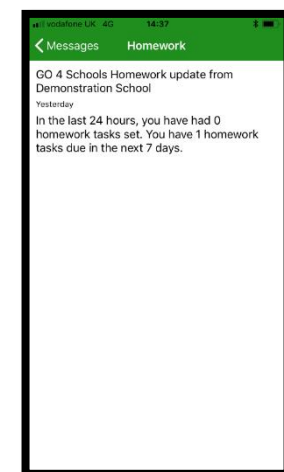 vodafone UK 4G 14:37
Messages Homework
GO 4 Schools Homework update from
Demonstration School
Yesterday
In the last 24 hours, you have had 0
homework tasks set. You have 1 homework
tasks due in the next 7 days.